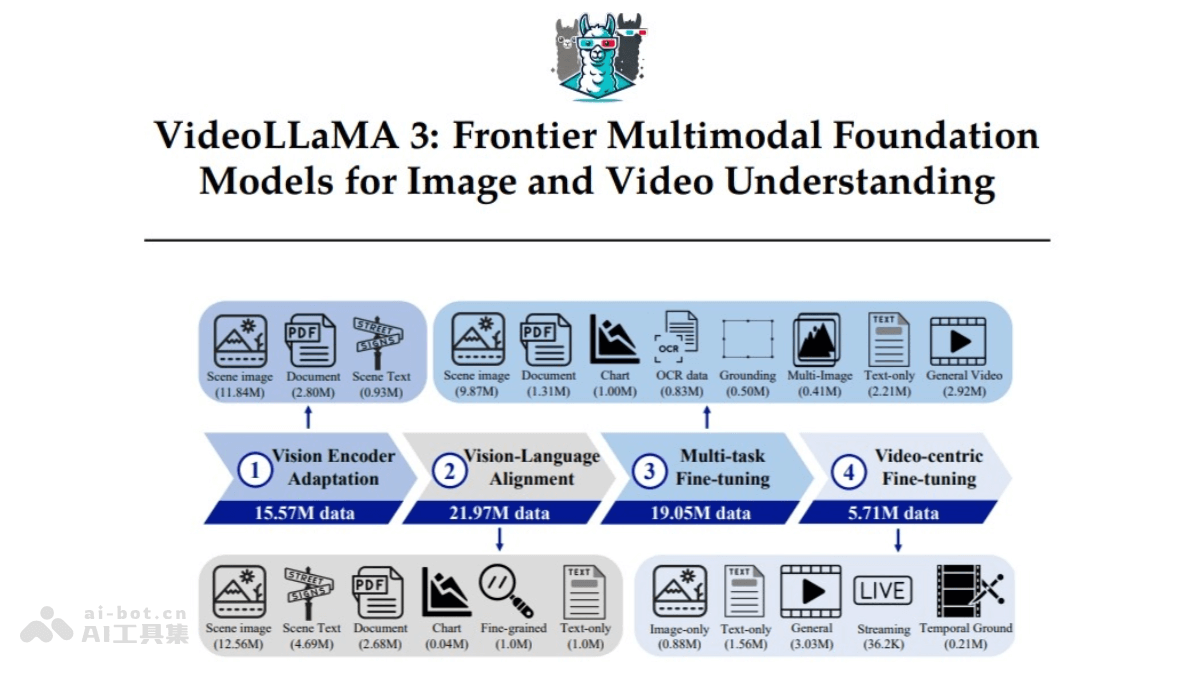 VideoLLaMA 3: Frontier Multimodal Foundation
Models for Image and Video Understanding
PDF
STREET
SIGNS
Scene image
Document
Scene Text
(11.84M)
(2.80M)
(0.93M)
PDF
OCR
TEXT
Scene image
Document
Chart
OCR data
Grounding
Multi-Image
Text-only
General Video
(9.87M)
(1.31M)
(1.00M)
(0.83M)
(0.50M)
(0.41M)
(2.21M)
(2.92M)
1
Vision Encoder
Adaptation
15.57M data
2
Vision-Language
Alignment
21.97M data
3
Multi-task
Fine-tuning
19.05M data
4
Video-centric
Fine-tuning
5.71M data
STREET
SIGNS
PDF
TEXT
Scene image
Scene Text
Document
Chart
Fine-grained
Text-only
(12.56M)
(4.69M)
(2.68M)
(0.04M)
(1.0M)
(1.0M)
TEXT
LIVE
Image-only
Text-only
General
Streaming
Temporal Ground
(0.88M)
(1.56M)
(3.03M)
(36.2K)
(0.21M)
ai-bot.cn
AI工具集